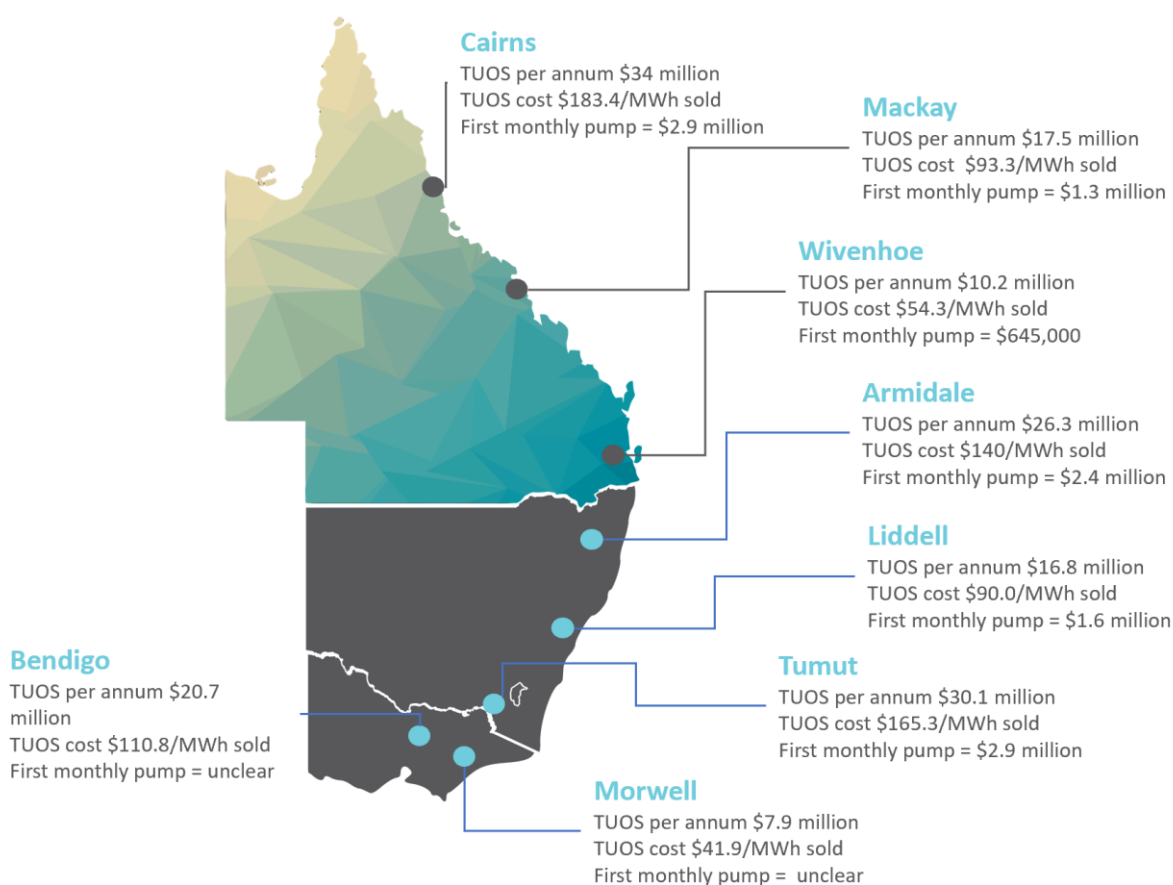 Cairns
TUOS per annum $34 million
TUOS cost $183.4/MWh sold
First monthly pump = $2.9 million
Mackay
TUOS per annum $17.5 million
TUOS cost $93.3/MWh sold
First monthly pump = $1.3 million
Wivenhoe
TUOS per annum $10.2 million
TUOS cost $54.3/MWh sold
First monthly pump = $645,000
Armidale
TUOS per annum $26.3 million
TUOS cost $140/MWh sold
First monthly pump = $2.4 million
Liddell
TUOS per annum $16.8 million
TUOS cost $90.0/MWh sold
First monthly pump = $1.6 million
Bendigo
TUOS per annum $20.7
million
TUOS cost $110.8/MWh sold
First monthly pump = unclear
Tumut
TUOS per annum $30.1 million
TUOS cost $165.3/MWh sold
First monthly pump = $2.9 million
Morwell
TUOS per annum $7.9 million
TUOS cost $41.9/MWh sold
First monthly pump = unclear